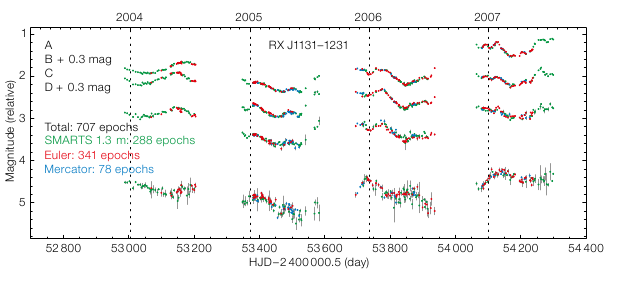 2004 2005 2006 2007
1
A
RX J1131–1231
B + 0.3 mag
2
C
D + 0.3 mag
3
Total: 707 epochs
SMARTS 1.3 m: 288 epochs
Euler: 341 epochs
4
Mercator: 78 epochs
5
Magnitude (relative)
52 800 53 000 53 200 53 400 53 600 53 800 54 000 54 200 54 400
HJD–2 400 000.5 (day)